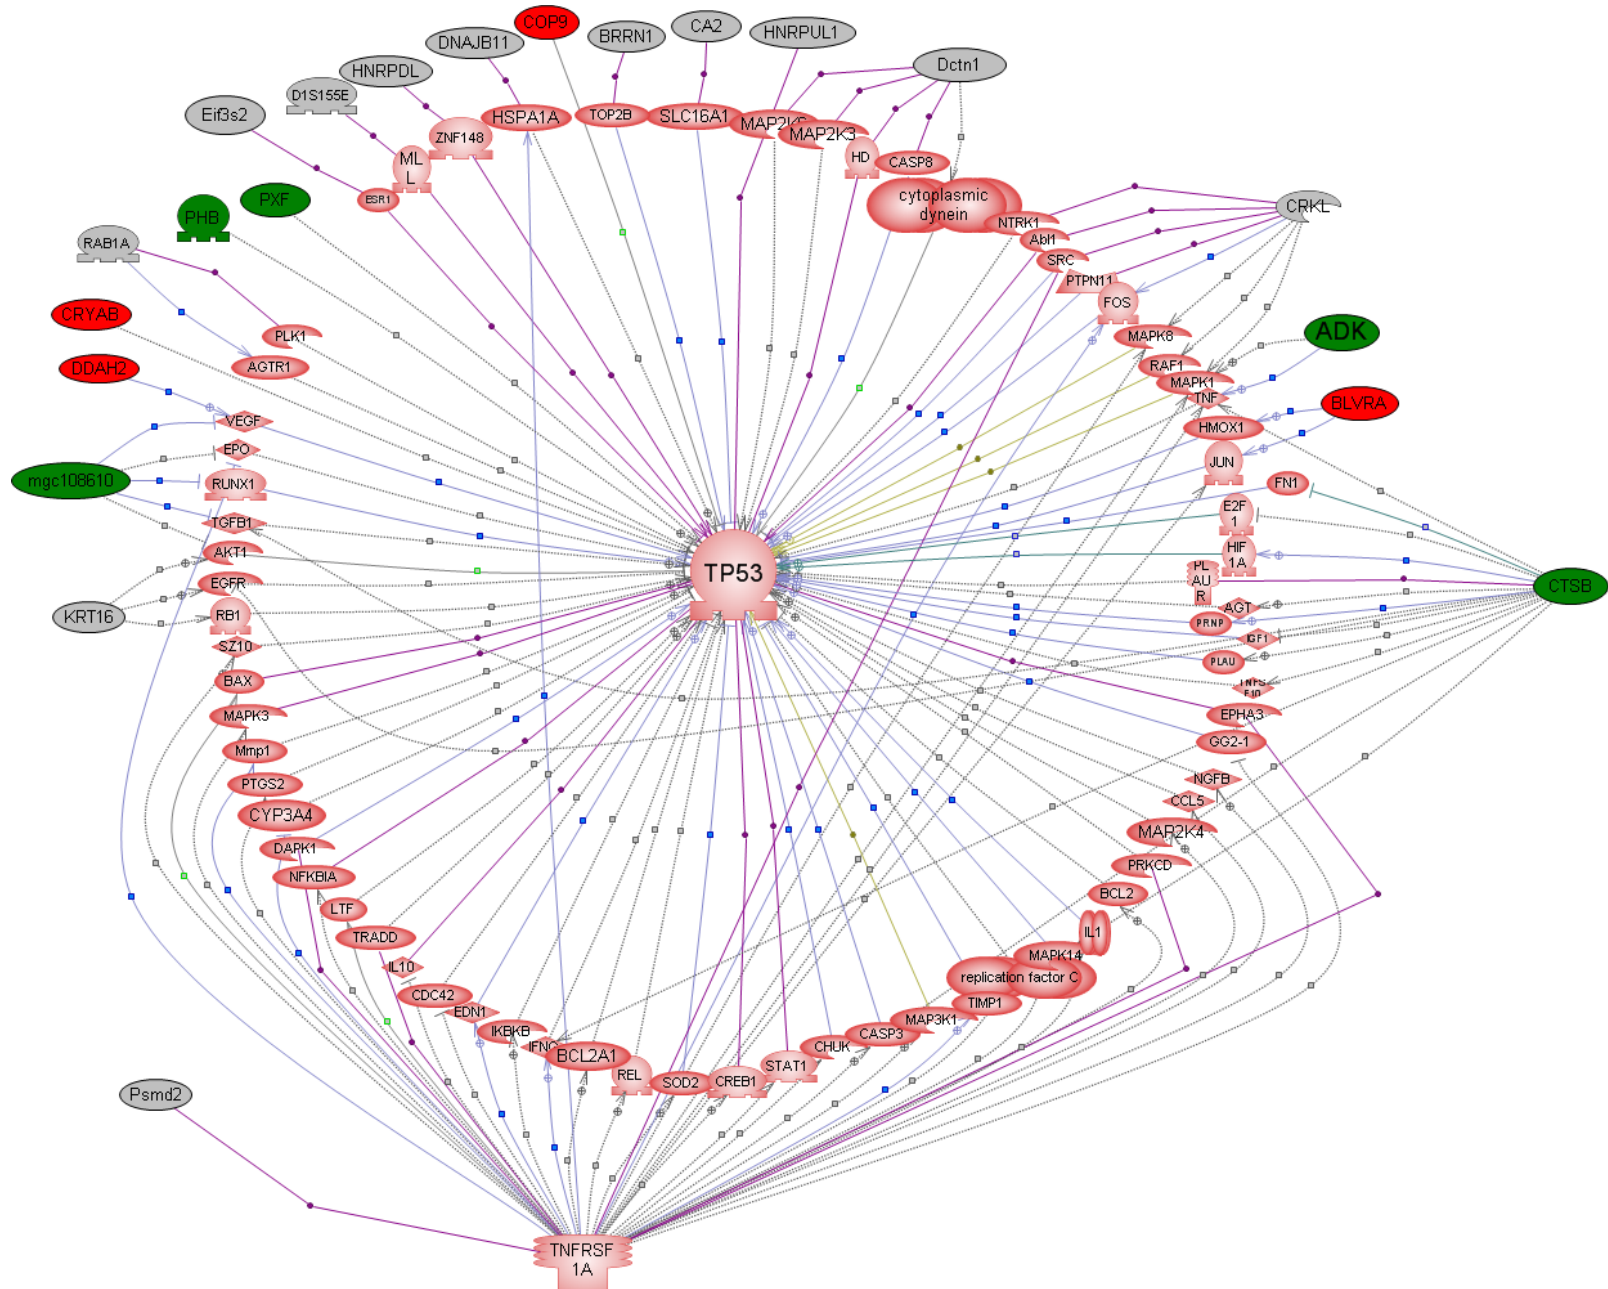 COP9
CA2
BRRN1
HNRPUL1
DNAJB11
Dctn1
HNRPDL
D1S155E
Eif3s2
HSPA1A
TOP2B
SLC16A1
MAP2K3
ZNF148
ML
L
HD
CASP8
ESR1
PXF
PHB
cytoplasmic
dynein
CRKL
NTRK1
Abl1
RAB1A
SRC
PTPN11
FOS
CRYAB
PLK1
MAPK8
ADK
DDAH2
AGTR1
RAF1
MAPK1
TNF
BLVRA
VEGF
HMOX1
EPO
JUN
mgc108610
RUNX1
FN1
TGFB1
E2F
1
AKT1
HIF
1A
EGFR
TP53
PL
AU
R
CTSB
KRT16
RB1
AGT
PRNP
SZ10
IGF1
BAX
PLAU
MAPK3
EPHA3
Mmp1
GG2-1
PTGS2
NGFB
CYP3A4
CCL5
DAPK1
MAP2K4
NFKBIA
PRKCD
LTF
BCL2
TRADD
IL1
IL10
MAPK14
replication factor C
CDC42
TIMP1
EDN1
MAP3K1
IKBKB
CASP3
CHUK
BCL2A1
STAT1
REL
SOD2
CREB1
Psmd2
TNFRSF
1A